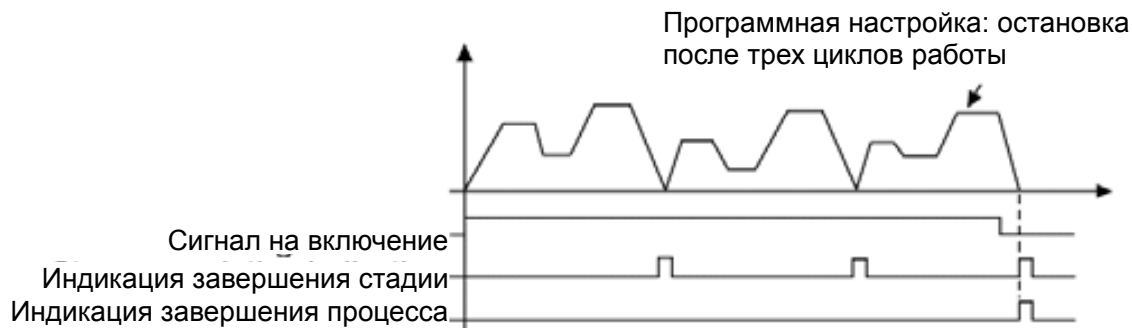 Программная настройка: остановка
после трех циклов работы
Сигнал на включение
Индикация завершения стадии
Индикация завершения процесса